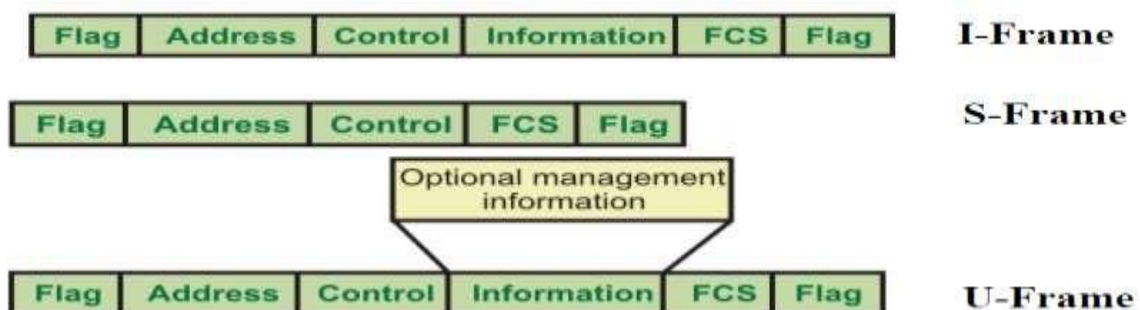 Flag Address Control Information FCS Flag I-Frame
Flag Address Control FCS Flag S-Frame
Optional management
information
Flag Address Control Information FCS Flag U-Frame